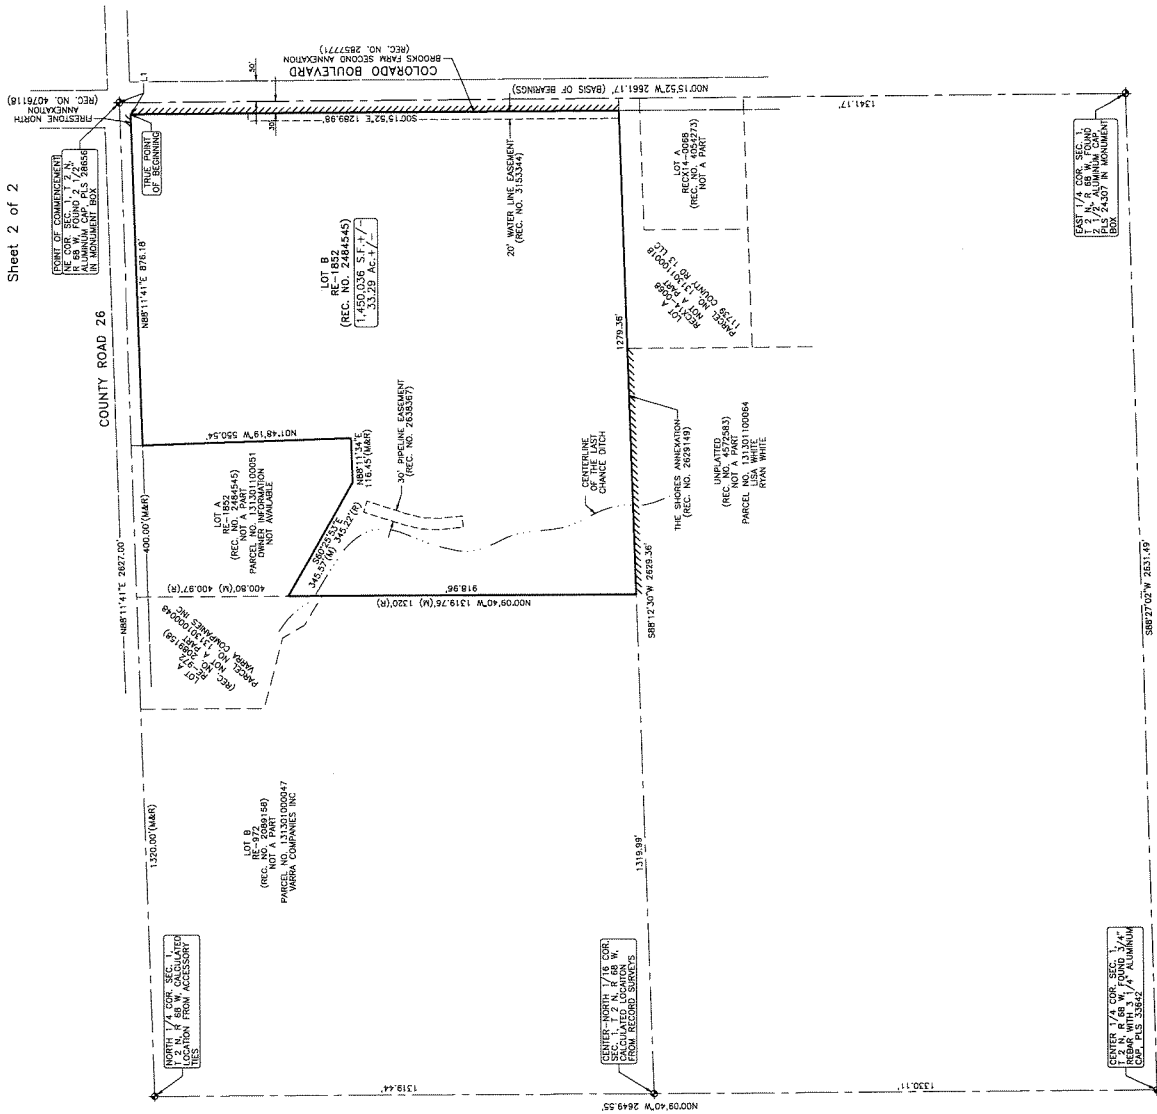 Sheet 2 of 2
FIRESTONE NORTH
ANNEXATION
(REC. NO. 4076118)
POINT OF COMMENCEMENT
NE COR. SEC. 1, T 2 N,
R 68 W, FOUND 2 1/2"
ALUMINUM CAP, PLS 28656
IN MONUMENT BOX
TRUE POINT
OF BEGINNING
L1
COLORADO BOULEVARD
BROOKS FARM SECOND ANNEXATION
(REC. NO. 2857771)
50'
30'
COUNTY ROAD 26
N88°11'41"E 876.18'
S00°15'52"E 1289.98'
N00°15'52"W 2661.17' (BASIS OF BEARINGS)
1341.17'
LOT B
RE-1852
(REC. NO. 2484545)
1,450,036 S.F.+/-
33.29 Ac.+/-
20' WATER LINE EASEMENT
(REC. NO. 3153344)
LOT A
RECX14-0068
(REC. NO. 4054273)
NOT A PART
LOT A
RECX14-0068
NOT A PART
PARCEL NO. 131301100018
11739 COUNTY RD 13 LLC
EAST 1/4 COR. SEC. 1,
T 2 N, R 68 W, FOUND
2 1/2" ALUMINUM CAP,
PLS 24307 IN MONUMENT
BOX
N01°48'19"W 550.54'
1279.36'
30' PIPELINE EASEMENT
(REC. NO. 2638367)
N88°11'34"E
116.45'(M&R)
LOT A
RE-1852
(REC. NO. 2484545)
NOT A PART
PARCEL NO. 131301100051
OWNER INFORMATION
NOT AVAILABLE
400.00'(M&R)
N88°11'41"E 2627.00'
S60°25'53"E
345.57'(M) 345.22'(R)
CENTERLINE
OF THE LAST
CHANCE DITCH
THE SHORES ANNEXATION
(REC. NO. 2629149)
UNPLATTED
(REC. NO. 4572583)
NOT A PART
PARCEL NO. 131301100064
LISA WHITE
RYAN WHITE
400.80'(M) 400.97'(R)
918.96'
N00°09'40"W 1319.76(M) 1320'(R)
S88°12'30"W 2629.36'
S88°27'02"W 2631.49'
LOT A
RE-972
(REC. NO. 2089158)
NOT A PART
PARCEL NO. 131301000048
VARRA COMPANIES INC
1320.00'(M&R)
LOT B
RE-972
(REC. NO. 2089158)
NOT A PART
PARCEL NO. 131301000047
VARRA COMPANIES INC
1319.99'
NORTH 1/4 COR. SEC. 1,
T 2 N, R 68 W, CALCULATED
LOCATION FROM ACCESSORY
TIES
CENTER-NORTH 1/16 COR.
SEC. 1, T 2 N, R 68 W,
CALCULATED LOCAITON
FROM RECORD SURVEYS
CENTER 1/4 COR. SEC. 1,
T 2 N, R 68 W, FOUND 3/4"
REBAR WITH 3 1/4" ALUMINUM
CAP, PLS 33642
1319.44'
1330.11'
N00°09'40"W 2649.55'